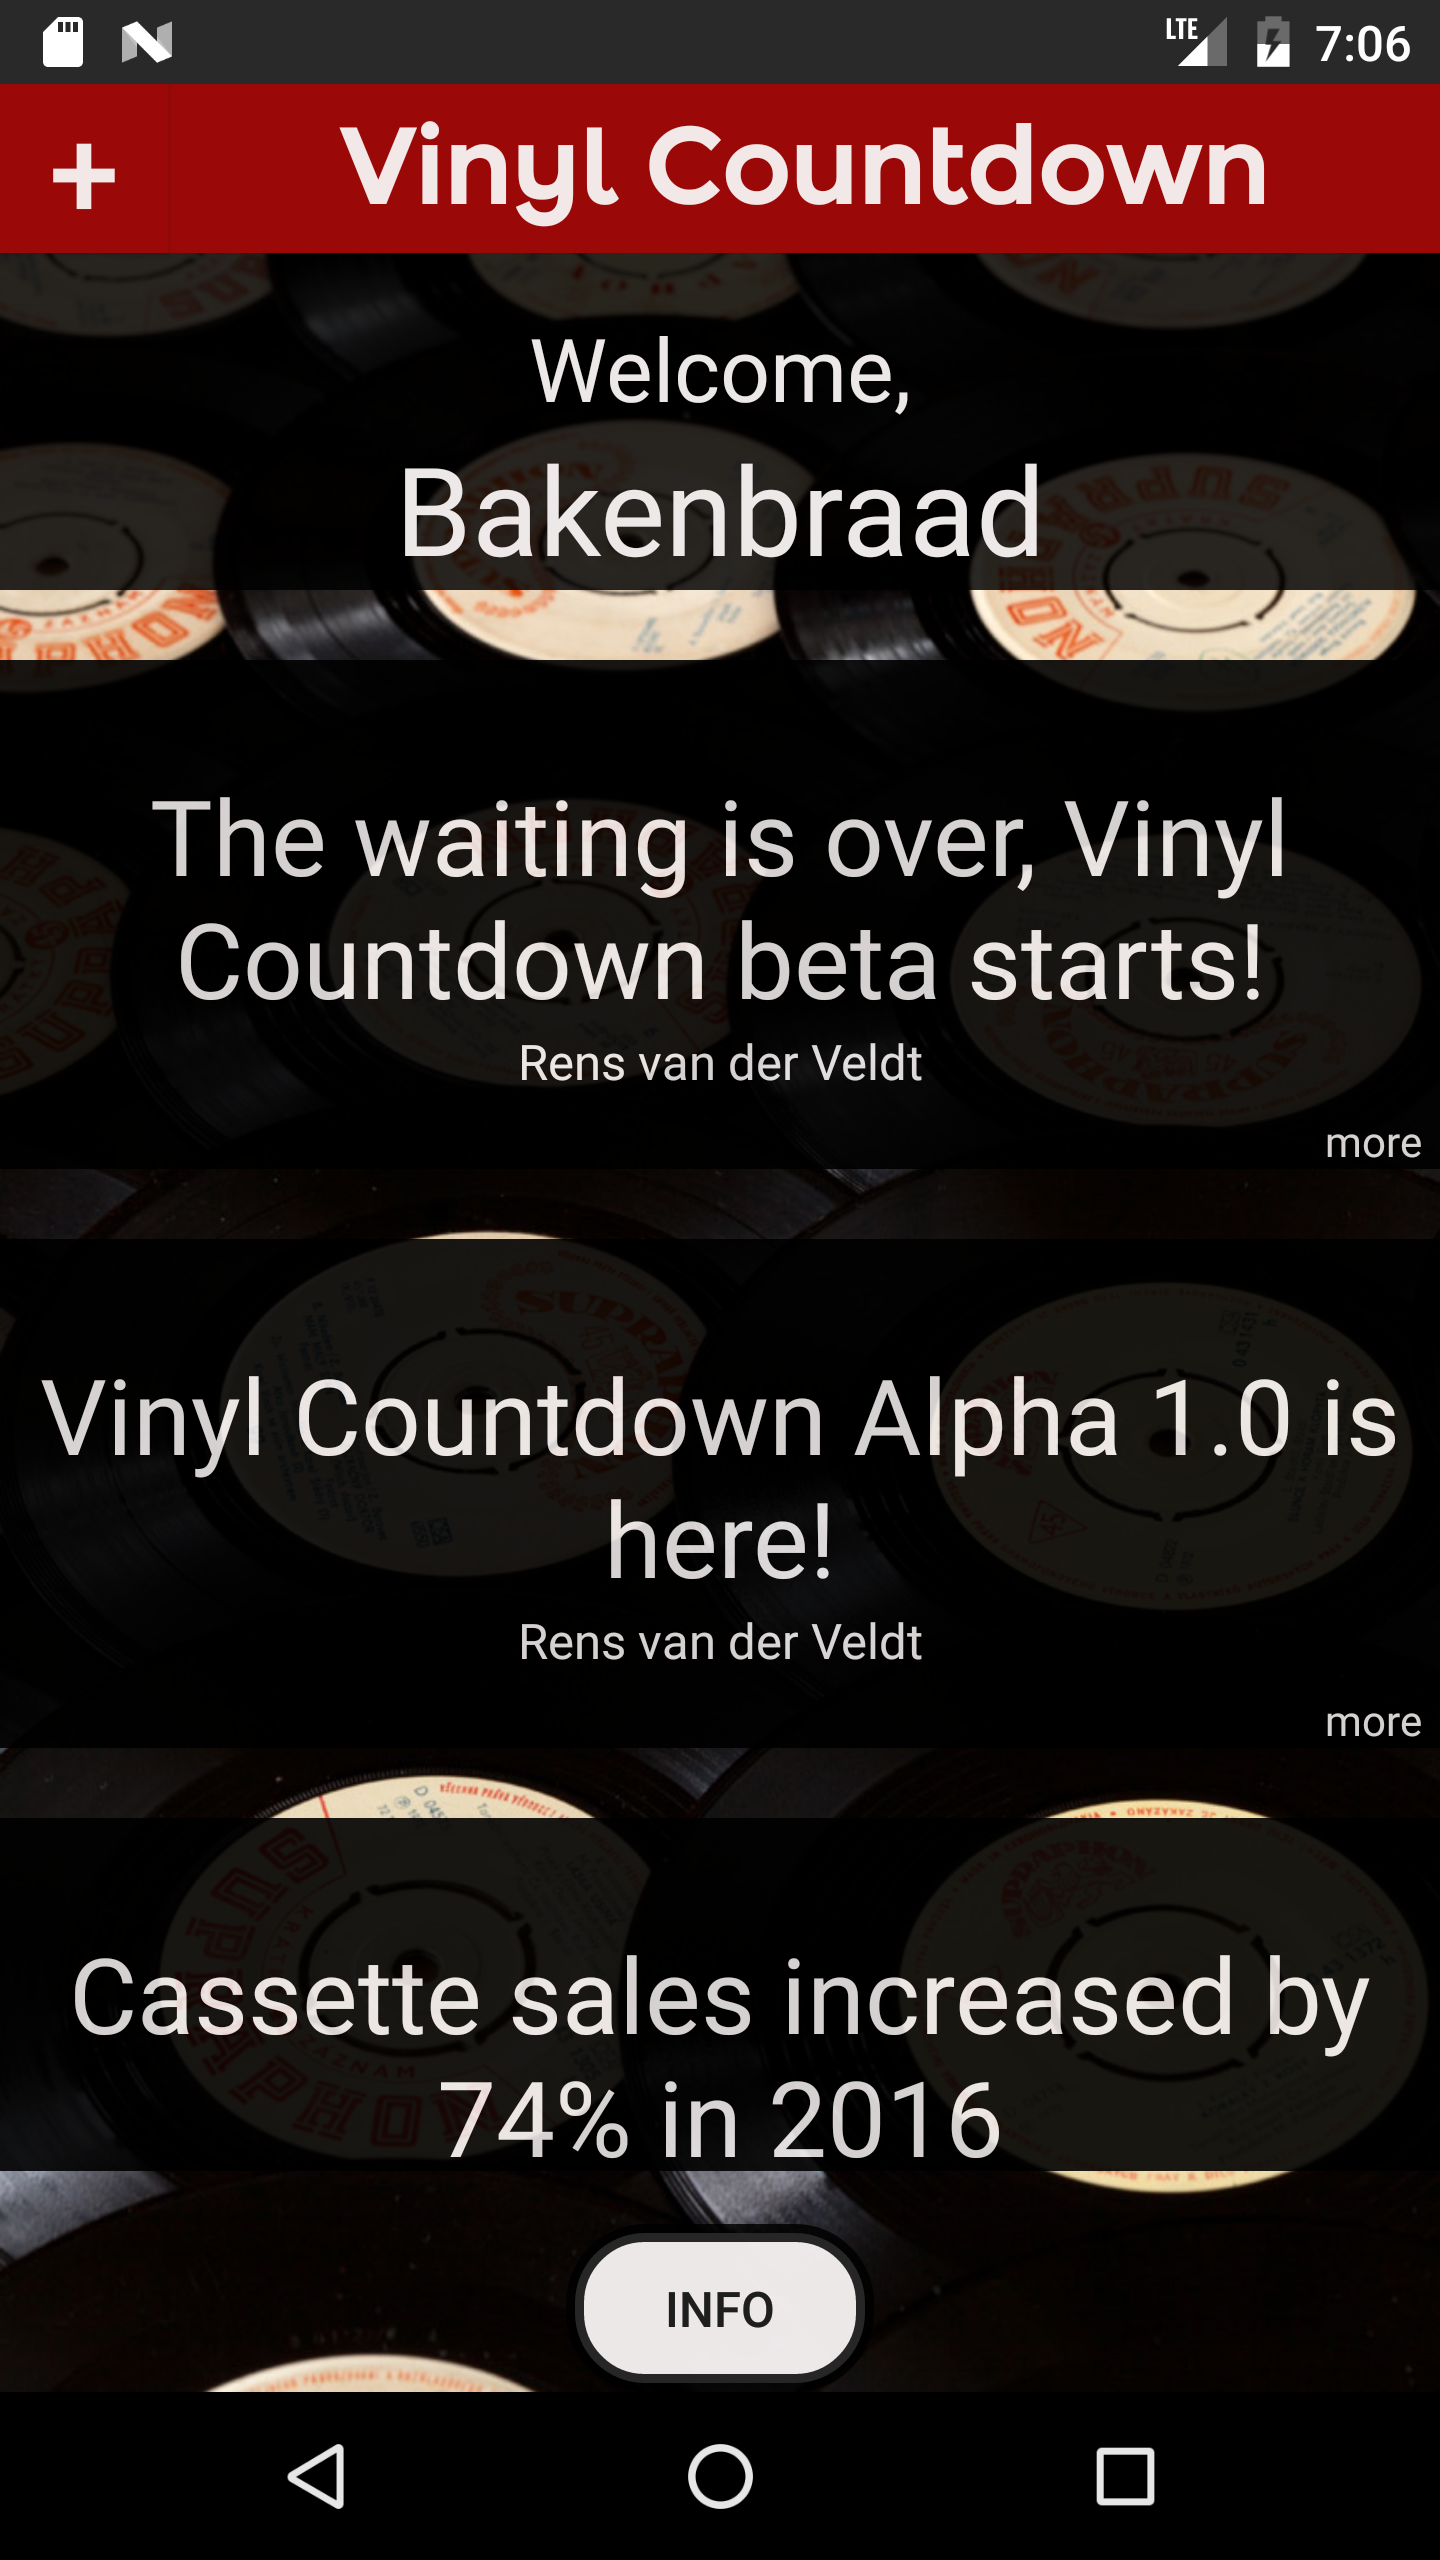 LTE 7:06
+ Vinyl Countdown
Welcome,
Bakenbraad
The waiting is over, Vinyl
Countdown beta starts!
Rens van der Veldt
more
Vinyl Countdown Alpha 1.0 is
here!
Rens van der Veldt
more
Cassette sales increased by
74% in 2016
INFO